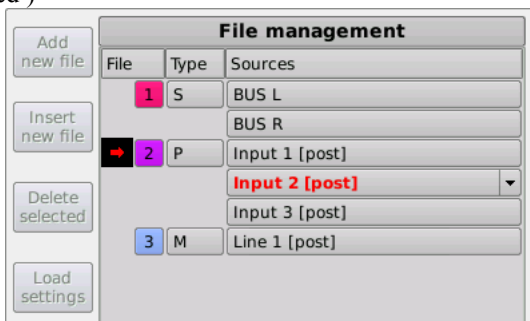 File management
Add
new file
File Type Sources
1 S BUS L
BUS R
Insert
new file
2 P Input 1 [post]
Input 2 [post]
Input 3 [post]
Delete
selected
3 M Line 1 [post]
Load
settings